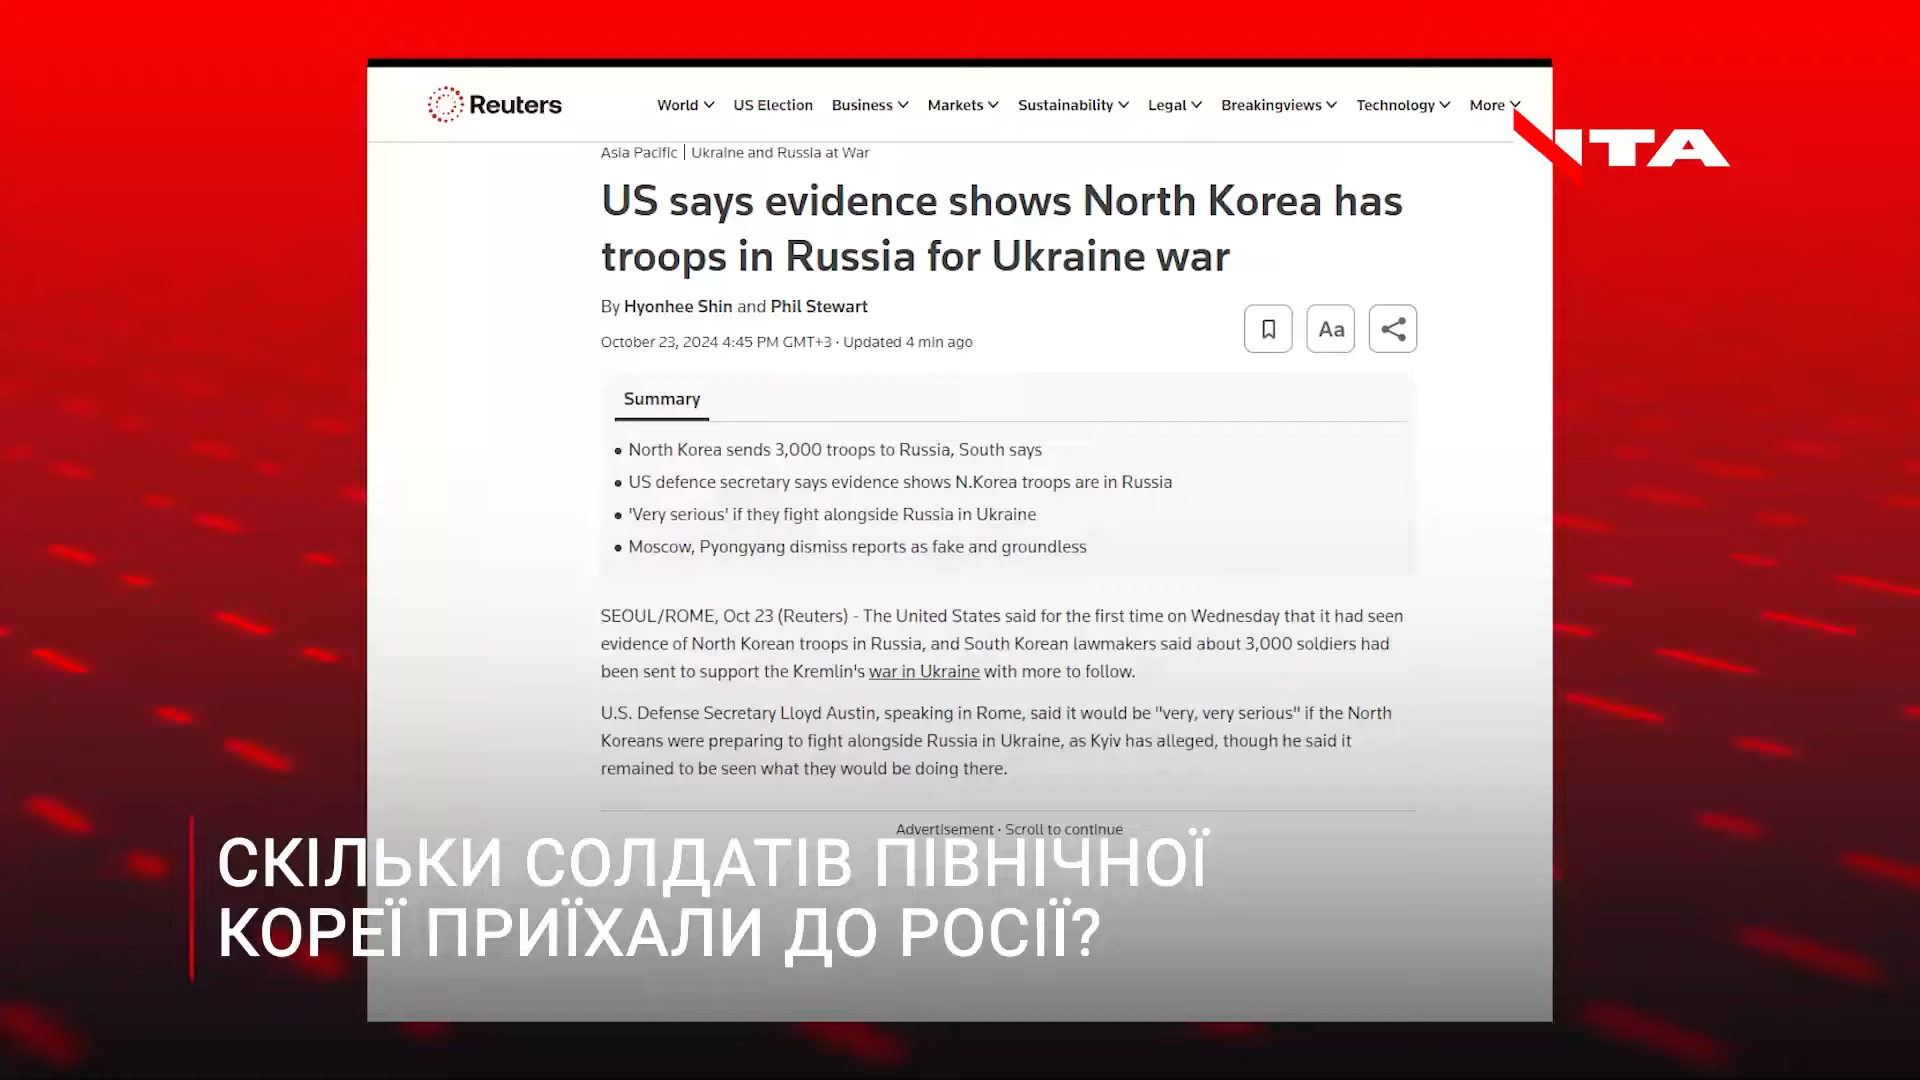 Reuters
World US Election Business Markets Sustainability Legal Breakingviews Technology More
НТА
Asia Pacific | Ukraine and Russia at War
US says evidence shows North Korea has
troops in Russia for Ukraine war
By Hyonhee Shin and Phil Stewart
October 23, 2024 4:45 PM GMT+3 · Updated 4 min ago
Aa
Summary
• North Korea sends 3,000 troops to Russia, South says
• US defence secretary says evidence shows N.Korea troops are in Russia
• 'Very serious' if they fight alongside Russia in Ukraine
• Moscow, Pyongyang dismiss reports as fake and groundless
SEOUL/ROME, Oct 23 (Reuters) - The United States said for the first time on Wednesday that it had seen
evidence of North Korean troops in Russia, and South Korean lawmakers said about 3,000 soldiers had
been sent to support the Kremlin's war in Ukraine with more to follow.
U.S. Defense Secretary Lloyd Austin, speaking in Rome, said it would be "very, very serious" if the North
Koreans were preparing to fight alongside Russia in Ukraine, as Kyiv has alleged, though he said it
remained to be seen what they would be doing there.
Advertisement · Scroll to continue
СКІЛЬКИ СОЛДАТІВ ПІВНІЧНОЇ
КОРЕЇ ПРИЇХАЛИ ДО РОСІЇ?